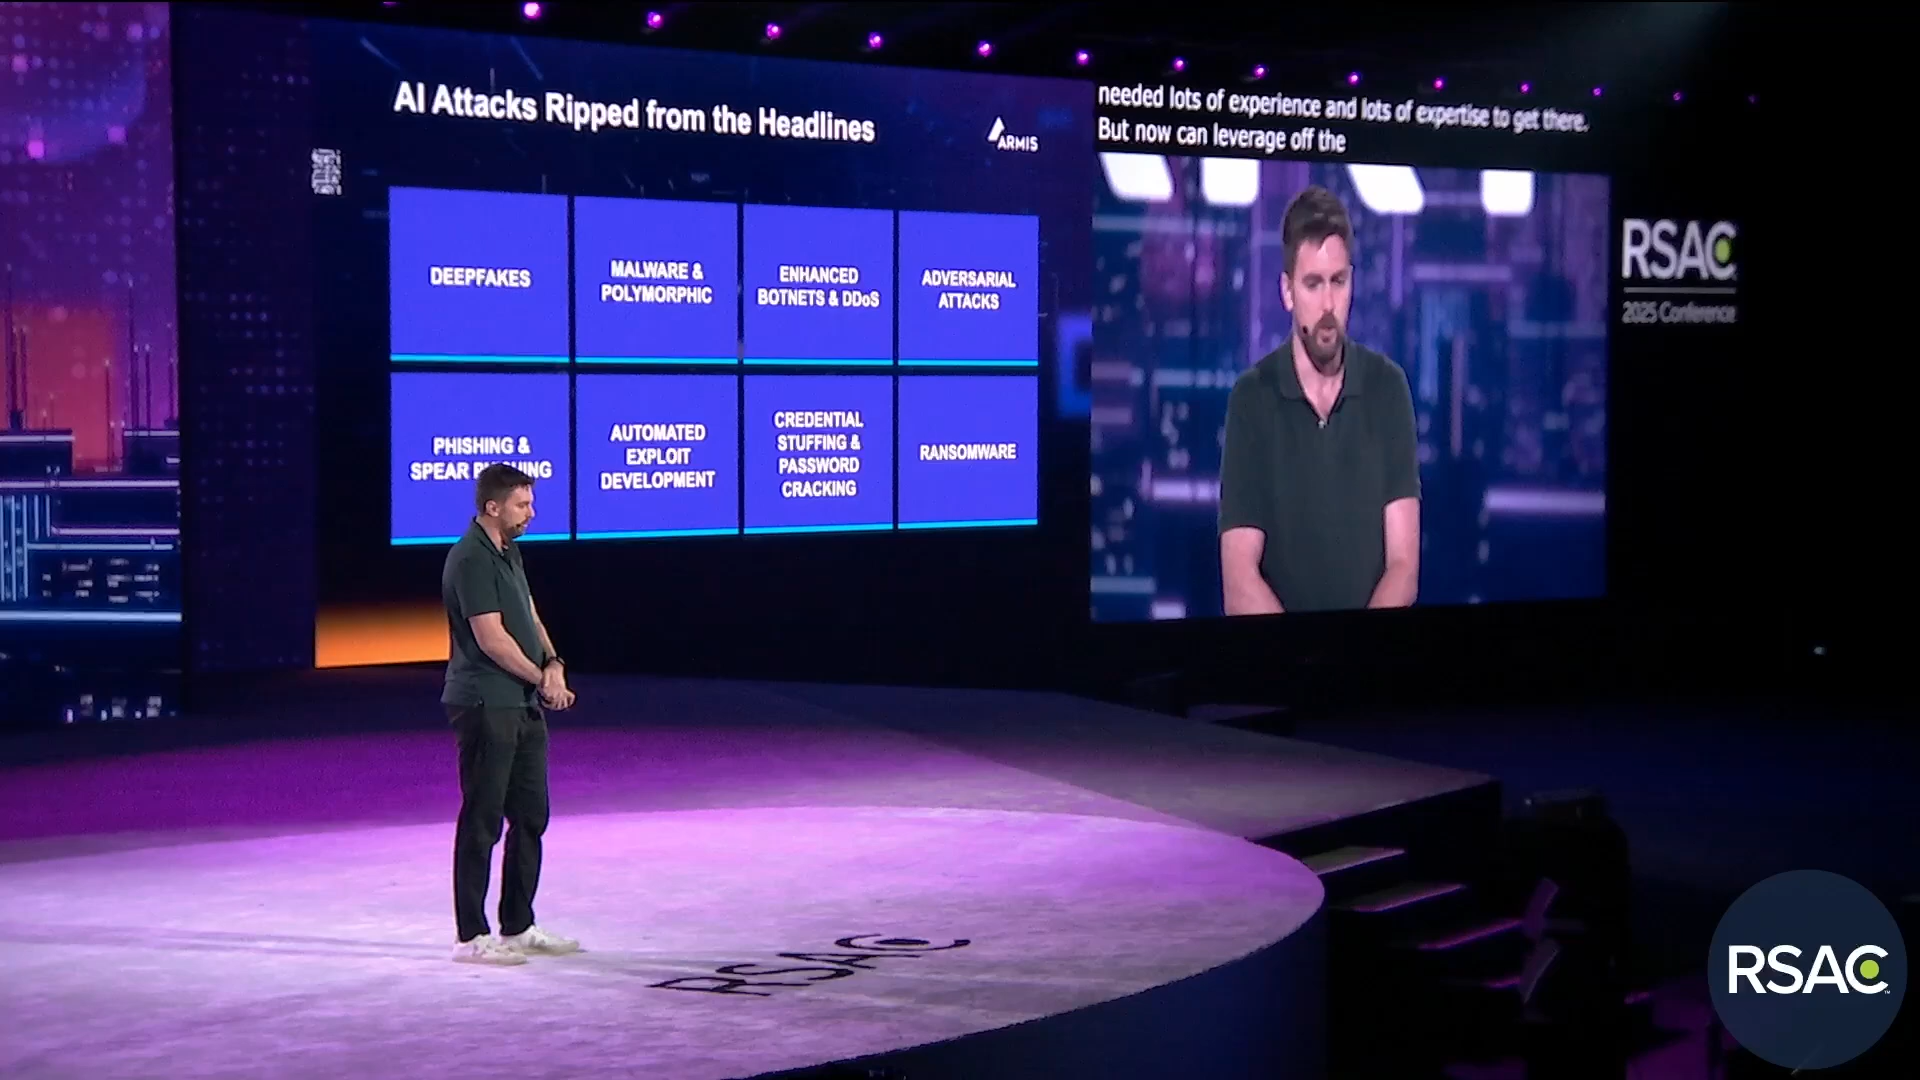 AI Attacks Ripped from the Headlines
ARMIS
DEEPFAKES
MALWARE &
POLYMORPHIC
ENHANCED
BOTNETS & DDoS
ADVERSARIAL
ATTACKS
PHISHING &
SPEAR
AUTOMATED
EXPLOIT
DEVELOPMENT
CREDENTIAL
STUFFING &
PASSWORD
CRACKING
RANSOMWARE
needed lots of experience and lots of expertise to get there.
But now can leverage off the
RSAC
2025 Conference
RSAC
RSAC